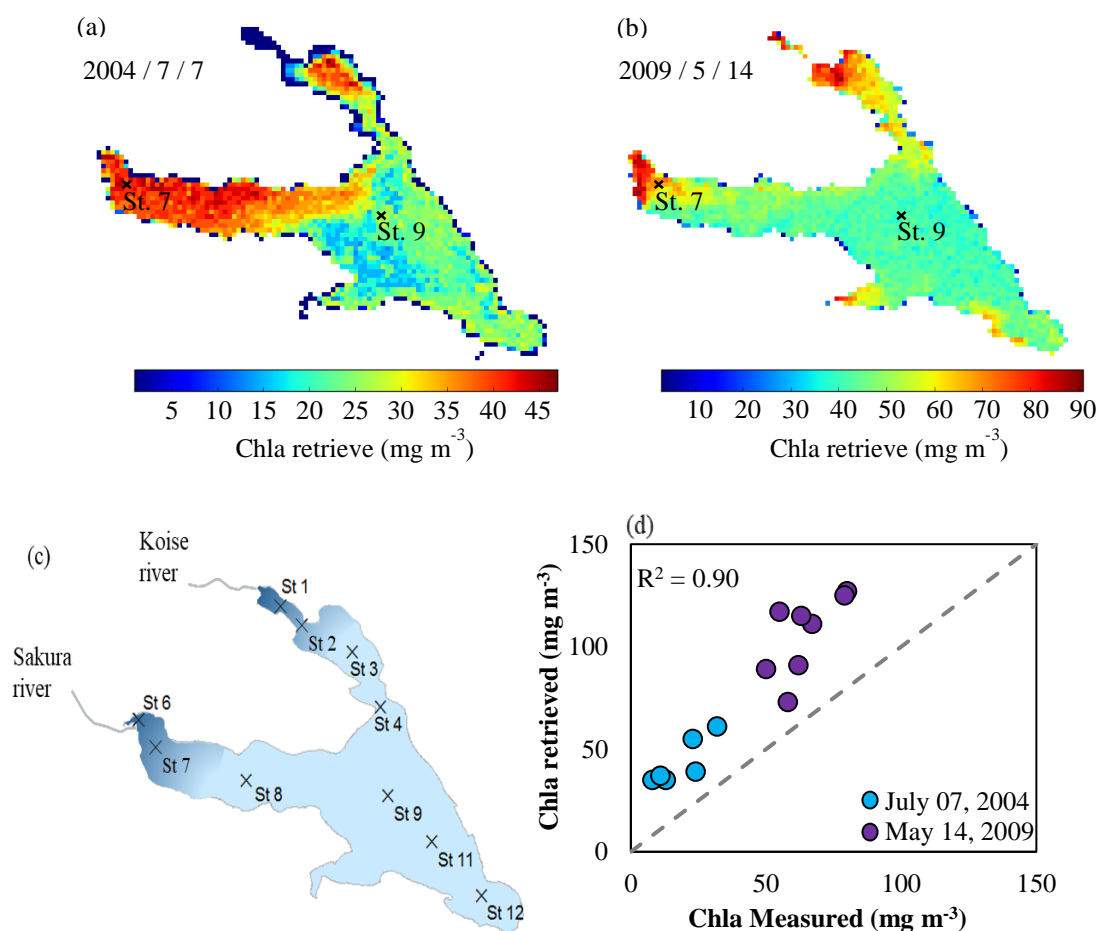 (a)
2004 / 7 / 7
St. 7
St. 9
5 10 15 20 25 30 35 40 45
Chla retrieve (mg m-3)
(b)
2009 / 5 / 14
St. 7
St. 9
10 20 30 40 50 60 70 80 90
Chla retrieve (mg m-3)
(c)
Koise
river
St 1
St 2
St 3
Sakura
river
St 6
St 4
St 7
St 8
St 9
St 11
St 12
(d)
150
R2 = 0.90
100
50
0
Chla retrieved (mg m-3)
July 07, 2004
May 14, 2009
0 50 100 150
Chla Measured (mg m-3)